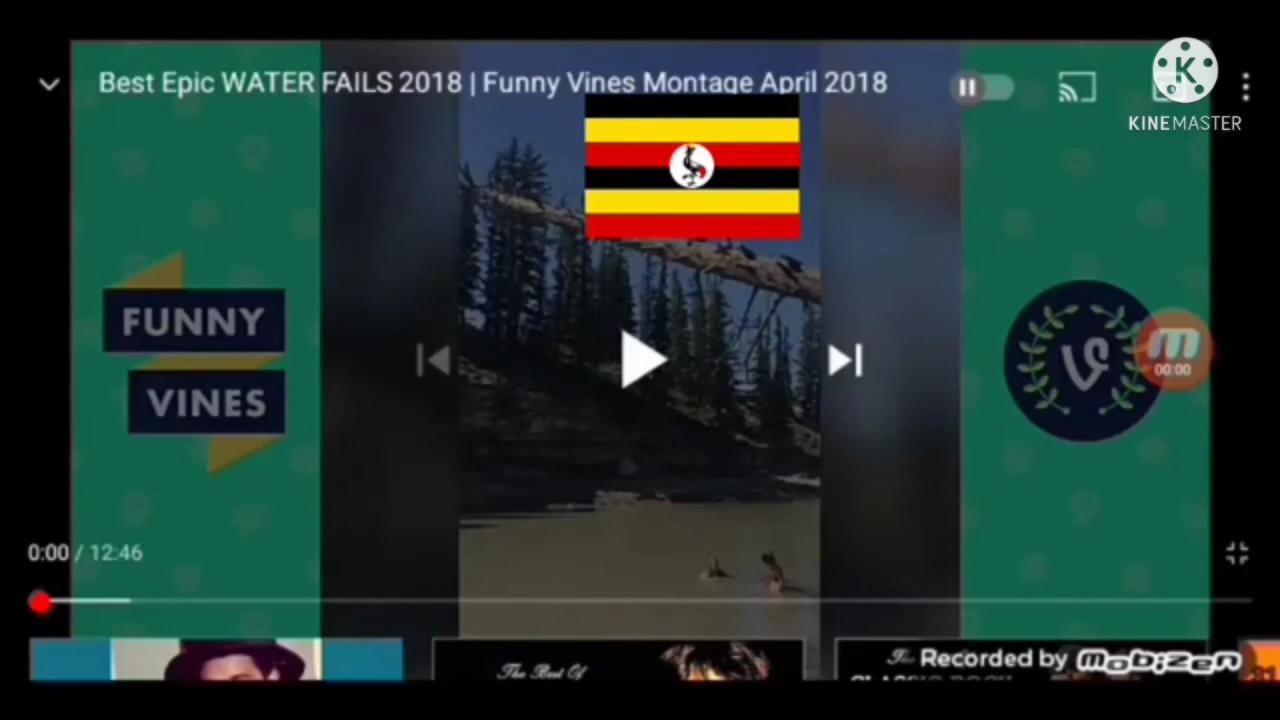 Best Epic WATER FAILS 2018 | Funny Vines Montage April 2018
K
KINEMASTER
FUNNY
VINES
00:00
0:00 / 12:46
The Best Of
Recorded by Mobizen